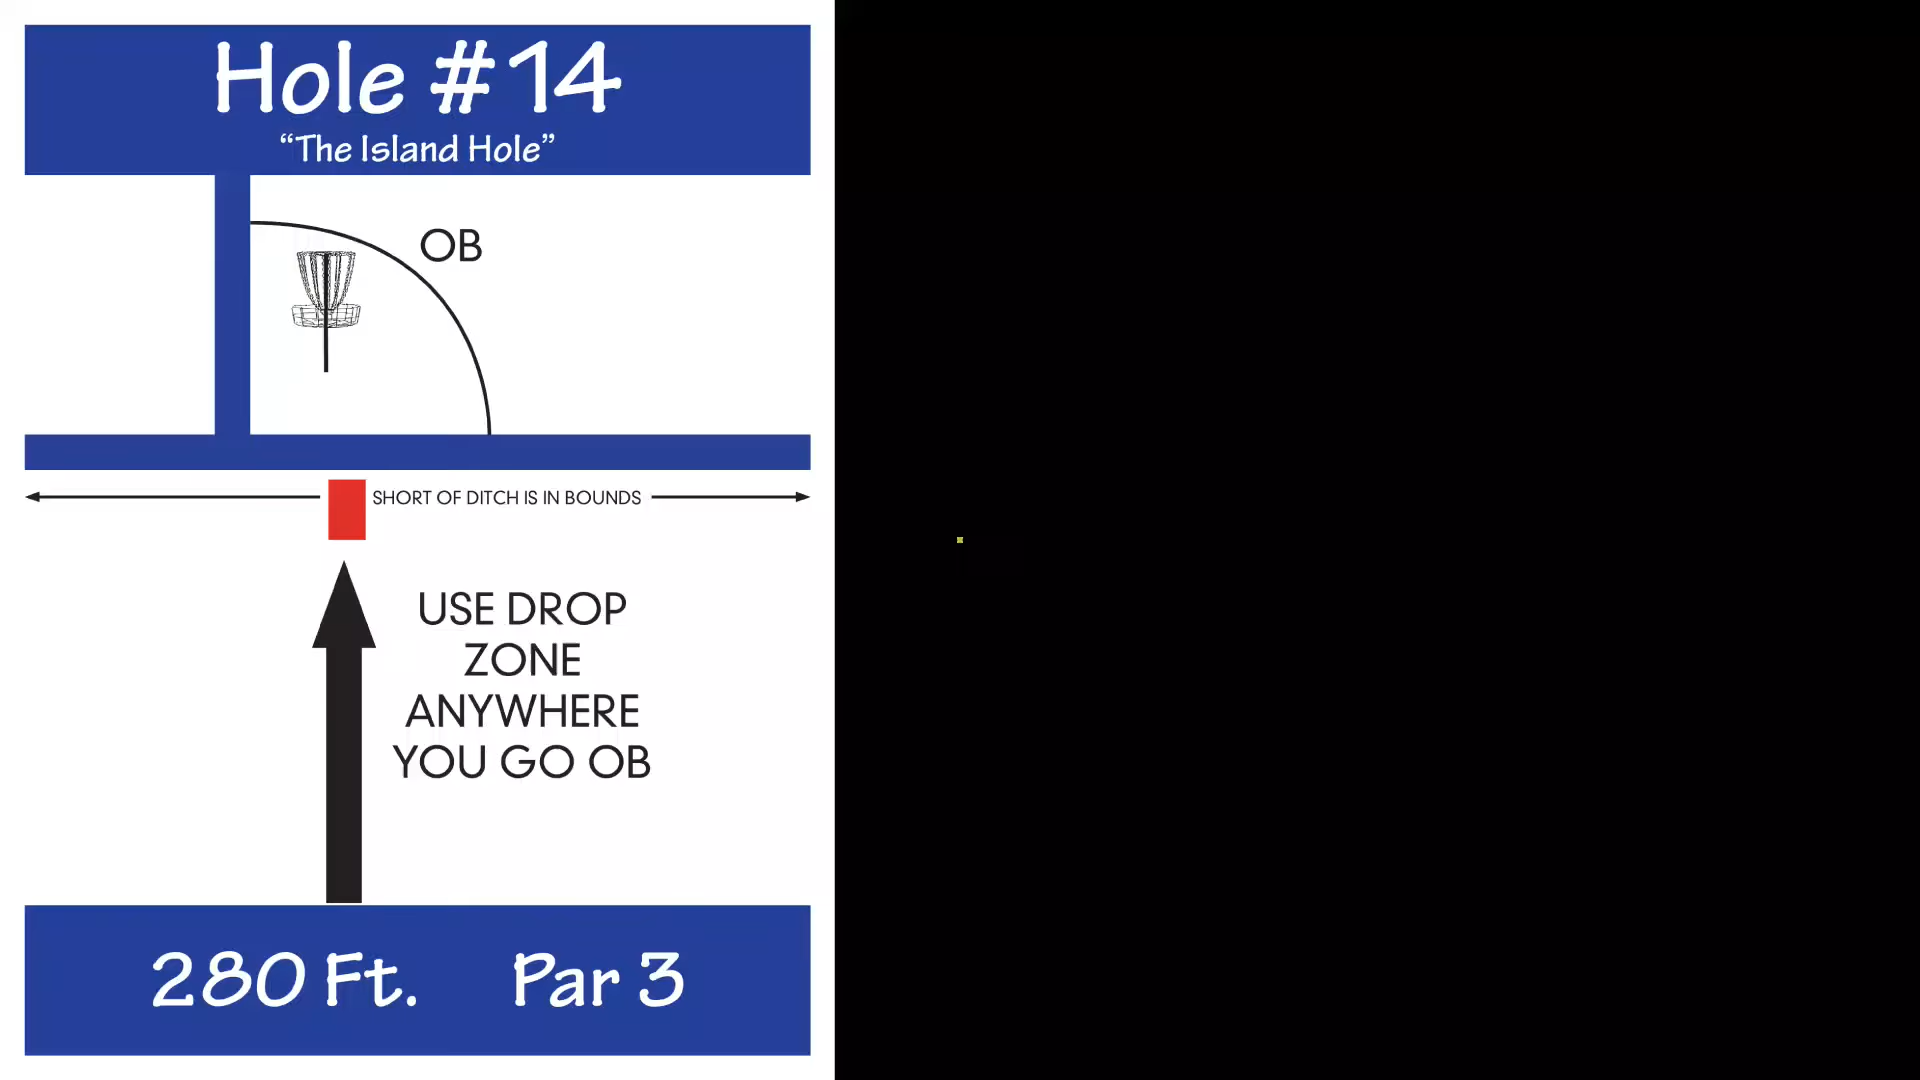 Hole #14
“The Island Hole”
OB
SHORT OF DITCH IS IN BOUNDS
USE DROP
ZONE
ANYWHERE
YOU GO OB
280 Ft. Par 3